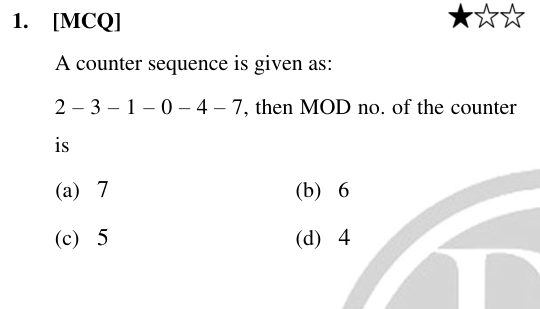 1. [MCQ] ★☆☆
A counter sequence is given as:
2 – 3 – 1 – 0 – 4 – 7, then MOD no. of the counter
is
(a) 7 (b) 6
(c) 5 (d) 4